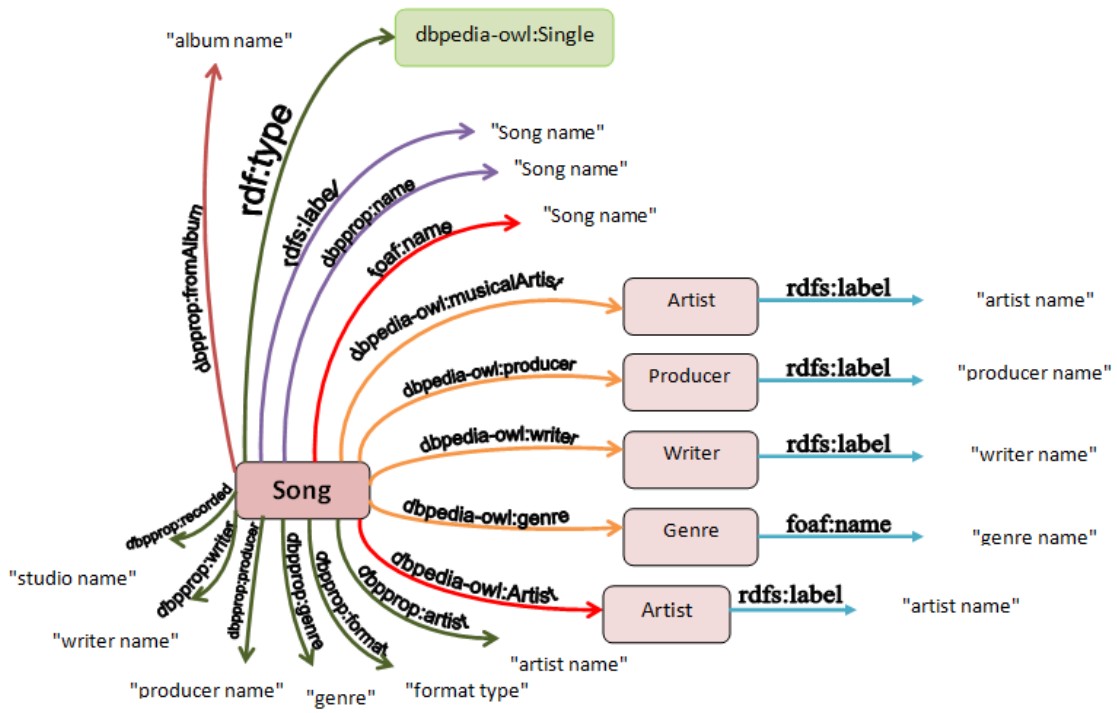 dbpedia-owl:Single
"album name"
rdf:type
"Song name"
rdfs:label
"Song name"
dbpprop:name
"Song name"
foaf:name
dbpprop:fromAlbum
dbpedia-owl:musicalArtist
Artist
rdfs:label
"artist name"
dbpedia-owl:producer
Producer
rdfs:label
"producer name"
dbpedia-owl:writer
Writer
rdfs:label
"writer name"
Song
dbpedia-owl:genre
Genre
foaf:name
"genre name"
dbpedia-owl:Artist
Artist
rdfs:label
"artist name"
dbpprop:recorded
"studio name"
dbpprop:writer
"writer name"
dbpprop:producer
"producer name"
dbpprop:genre
"genre"
dbpprop:format
"format type"
dbpprop:artist
"artist name"